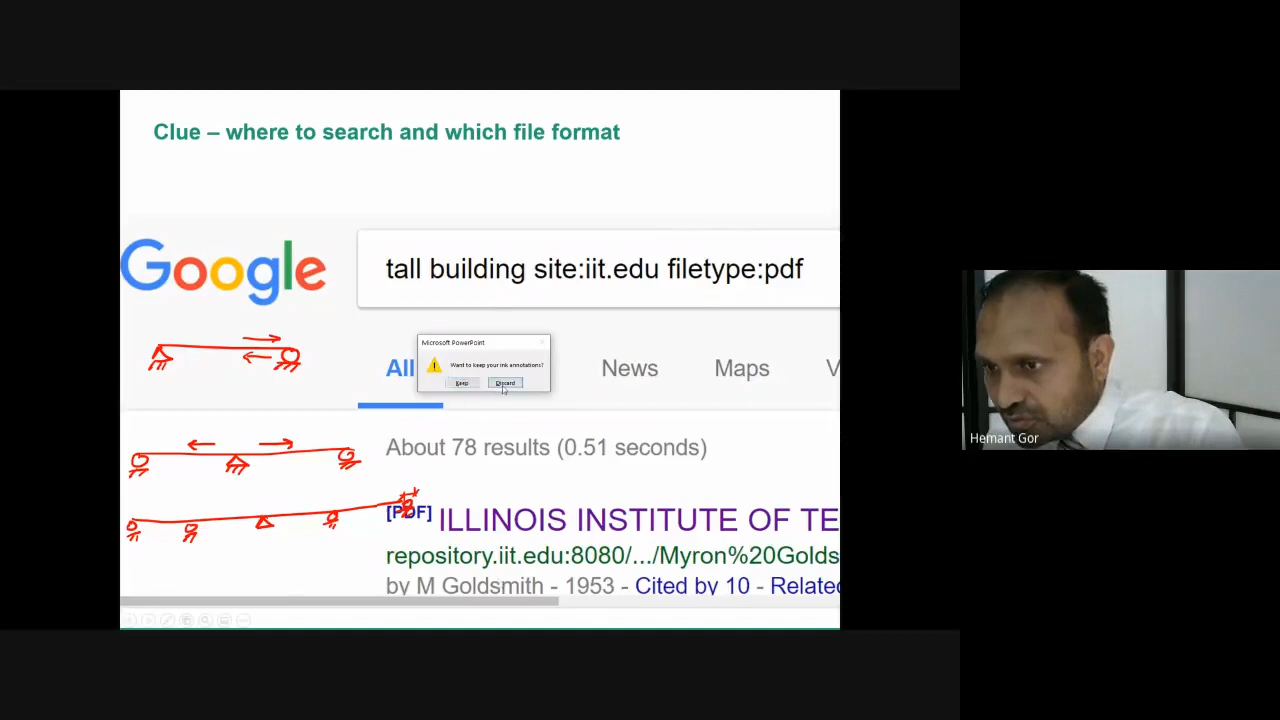 Clue – where to search and which file format
Google
tall building site:iit.edu filetype:pdf
Microsoft PowerPoint
Want to keep your ink annotations?
Keep
Discard
All
News
Maps
V
About 78 results (0.51 seconds)
[PDF] ILLINOIS INSTITUTE OF TE
repository.iit.edu:8080/.../Myron%20Golds
by M Goldsmith - 1953 - Cited by 10 - Related
Hemant Gor